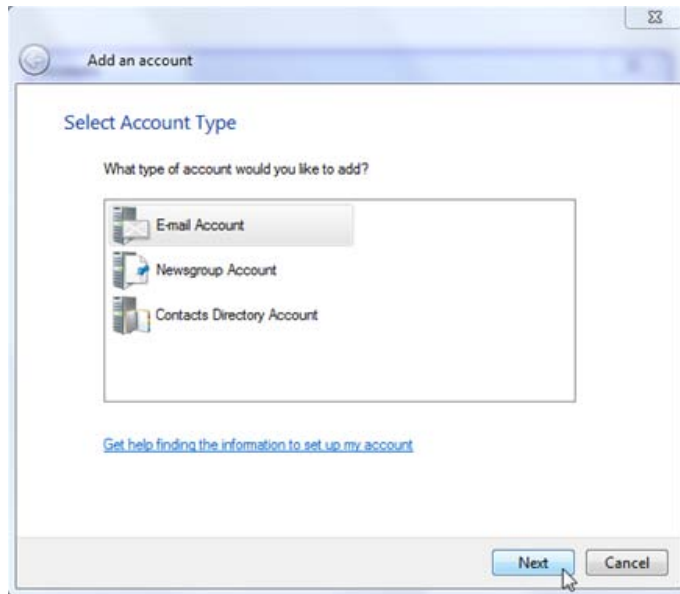 Add an account
Select Account Type
What type of account would you like to add?
E-mail Account
Newsgroup Account
Contacts Directory Account
Get help finding the information to set up my account
Next
Cancel